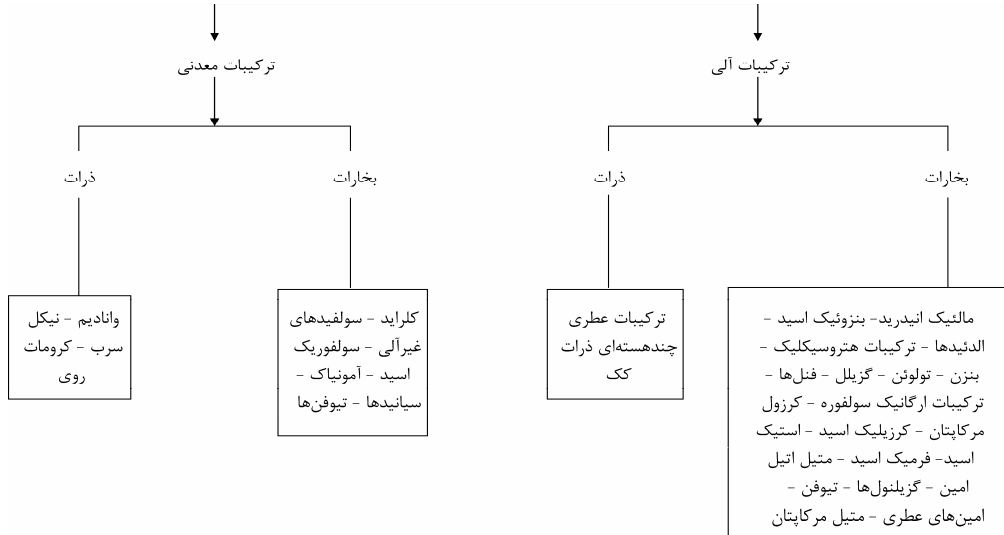 ترکیبات آلی
ترکیبات معدنی
بخارات
ذرات
بخارات
ذرات
مالئیک انیدرید- بنزوئیک اسید -
الدئیدها - ترکیبات هتروسیکلیک -
بنزن - تولوئن - گزیلل - فنل‌ها -
ترکیبات ارگانیک سولفوره - کرزول
مرکاپتان - کرزیلیک اسید - استیک
اسید- فرمیک اسید - متیل اتیل
امین - گزیلنول‌ها - تیوفن -
امین‌های عطری - متیل مرکاپتان
ترکیبات عطری
چندهسته‌ای ذرات
کک
کلراید - سولفیدهای
غیرآلی - سولفوریک
اسید - آمونیاک -
سیانیدها - تیوفن‌ها
وانادیم - نیکل
سرب - کرومات
روی